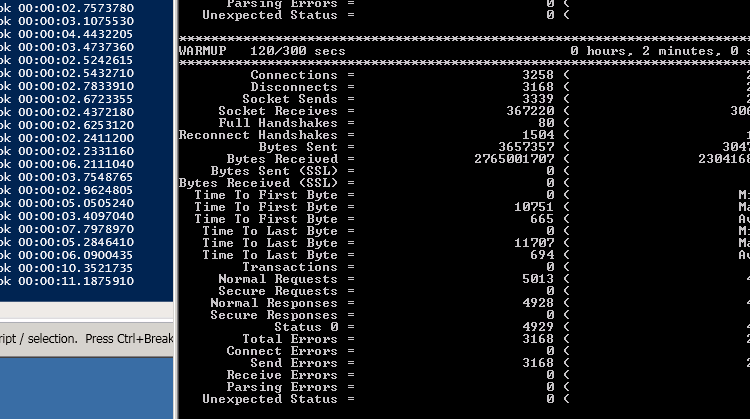 ok 00:00:02.7573780
ok 00:00:03.1075530
ok 00:00:04.4432205
ok 00:00:03.4737360
ok 00:00:02.5242615
ok 00:00:02.5432710
ok 00:00:02.7833910
ok 00:00:02.6723355
ok 00:00:02.4372180
ok 00:00:02.6253120
ok 00:00:02.2411200
ok 00:00:02.2331160
ok 00:00:06.2111040
ok 00:00:03.7548765
ok 00:00:02.9624805
ok 00:00:05.0505240
ok 00:00:03.4097040
ok 00:00:07.7978970
ok 00:00:05.2846410
ok 00:00:06.0900435
ok 00:00:10.3521735
ok 00:00:11.1875910
ript / selection. Press Ctrl+Break
Parsing Errors = 0 (
Unexpected Status = 0 (
********************************************************************************
WARMUP 120/300 secs 0 hours, 2 minutes, 0 s
********************************************************************************
Connections = 3258 ( 2
Disconnects = 3168 ( 2
Socket Sends = 3339 ( 2
Socket Receives = 367220 ( 306
Full Handshakes = 80 (
Reconnect Handshakes = 1504 ( 1
Bytes Sent = 3657357 ( 3047
Bytes Received = 2765001707 ( 2304168
Bytes Sent (SSL) = 0 (
Bytes Received (SSL) = 0 (
Time To First Byte = 0 ( Mi
Time To First Byte = 10751 ( Ma
Time To First Byte = 665 ( Av
Time To Last Byte = 0 ( Mi
Time To Last Byte = 11707 ( Ma
Time To Last Byte = 694 ( Av
Transactions = 0 (
Normal Requests = 5013 ( 4
Secure Requests = 0 (
Normal Responses = 4928 ( 4
Secure Responses = 0 (
Status 0 = 4929 ( 4
Total Errors = 3168 ( 2
Connect Errors = 0 (
Send Errors = 3168 ( 2
Receive Errors = 0 (
Parsing Errors = 0 (
Unexpected Status = 0 (